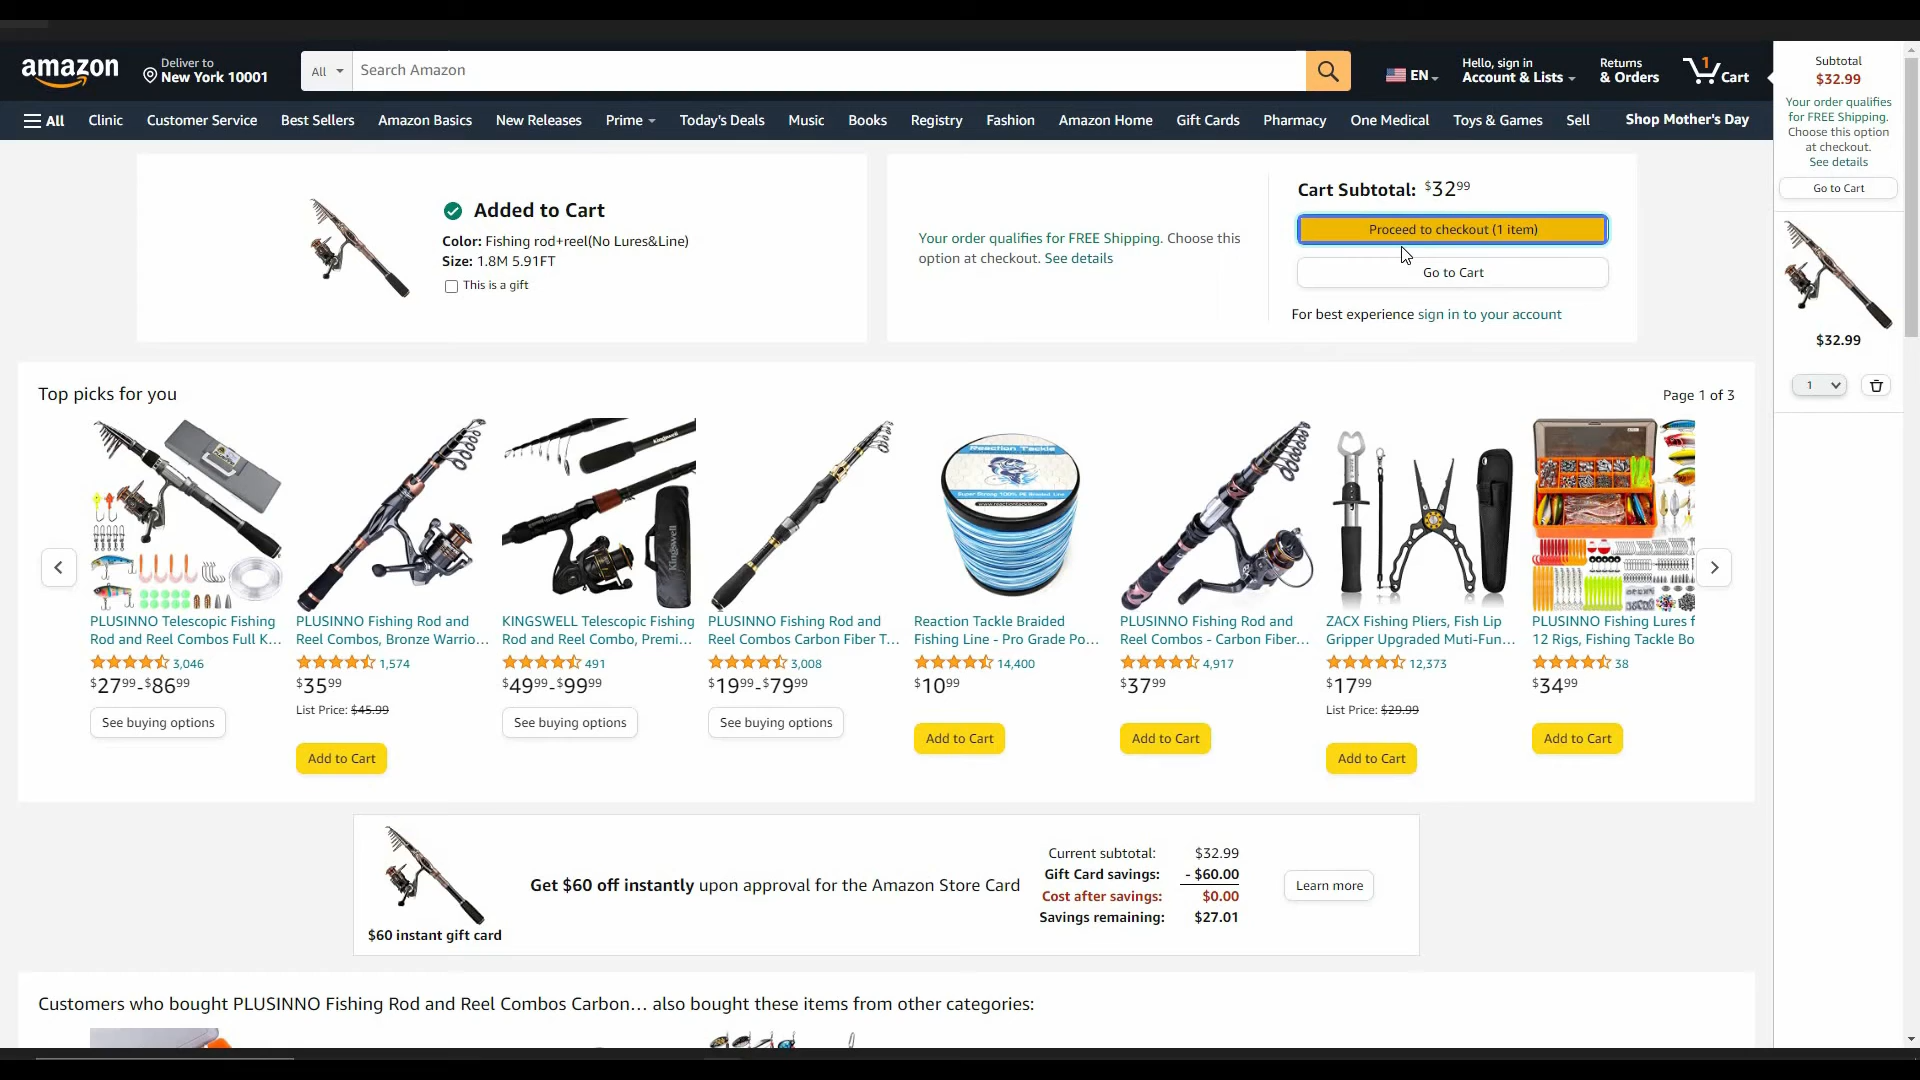 amazon
Deliver to
New York 10001
All
Search Amazon
EN
Hello, sign in
Account & Lists
Returns
& Orders
1
Cart
All
Clinic
Customer Service
Best Sellers
Amazon Basics
New Releases
Prime
Today's Deals
Music
Books
Registry
Fashion
Amazon Home
Gift Cards
Pharmacy
One Medical
Toys & Games
Sell
Shop Mother's Day
Subtotal
$32.99
Your order qualifies
for FREE Shipping.
Choose this option
at checkout.
See details
Go to Cart
$32.99
1
Added to Cart
Color: Fishing rod+reel(No Lures&Line)
Size: 1.8M 5.91FT
This is a gift
Your order qualifies for FREE Shipping. Choose this
option at checkout. See details
Cart Subtotal: $32.99
Proceed to checkout (1 item)
Go to Cart
For best experience sign in to your account
Top picks for you
Page 1 of 3
PLUSINNO Telescopic Fishing
Rod and Reel Combos Full K...
3,046
$27.99-$86.99
See buying options
PLUSINNO Fishing Rod and
Reel Combos, Bronze Warrio...
1,574
$35.99
List Price: $45.99
Add to Cart
Kingswell
Kingswell
KINGSWELL Telescopic Fishing
Rod and Reel Combo, Premi...
491
$49.99-$99.99
See buying options
PLUSINNO Fishing Rod and
Reel Combos Carbon Fiber T...
3,008
$19.99-$79.99
See buying options
Reaction Tackle
Super Strong 100% PE Braided Line
Reaction Tackle Braided
Fishing Line - Pro Grade Po...
14,400
$10.99
Add to Cart
PLUSINNO Fishing Rod and
Reel Combos - Carbon Fiber...
4,917
$37.99
Add to Cart
ZACX Fishing Pliers, Fish Lip
Gripper Upgraded Muti-Fun...
12,373
$17.99
List Price: $29.99
Add to Cart
PLUSINNO Fishing Lures f
12 Rigs, Fishing Tackle Bo
38
$34.99
Add to Cart
$60 instant gift card
Get $60 off instantly upon approval for the Amazon Store Card
Current subtotal: $32.99
Gift Card savings: - $60.00
Cost after savings: $0.00
Savings remaining: $27.01
Learn more
Customers who bought PLUSINNO Fishing Rod and Reel Combos Carbon... also bought these items from other categories: